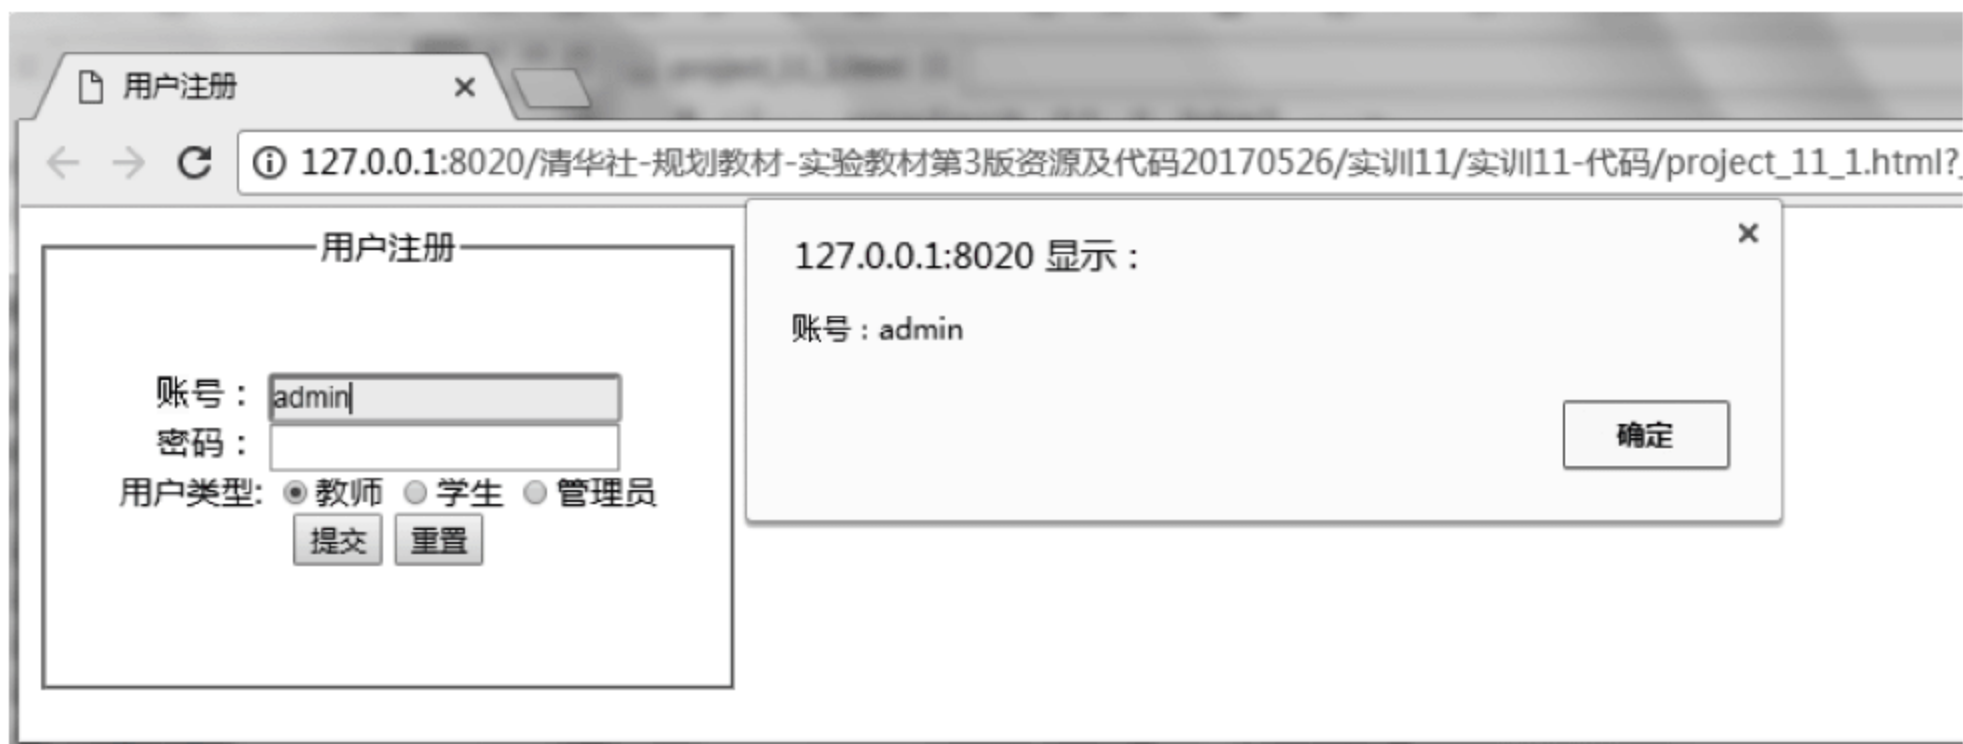 用户注册
127.0.0.1:8020/清华社-规划教材-实验教材第3版资源及代码20170526/实训11/实训11-代码/project_11_1.html?_
用户注册
账号：admin
密码：
用户类型: 教师 学生 管理员
提交 重置
127.0.0.1:8020 显示：
账号：admin
确定